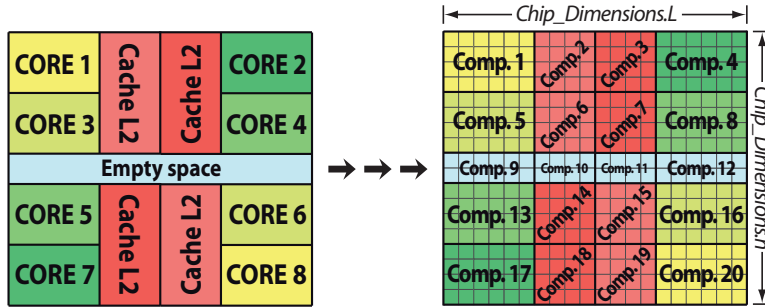 Chip_Dimensions.L
CORE 1
Cache L2
Cache L2
CORE 2
CORE 3
CORE 4
Empty space
CORE 5
Cache L2
Cache L2
CORE 6
CORE 7
CORE 8
Comp. 1
Comp. 2
Comp. 3
Comp. 4
Comp. 5
Comp. 6
Comp. 7
Comp. 8
Comp. 9
Comp. 10
Comp. 11
Comp. 12
Comp. 13
Comp. 14
Comp. 15
Comp. 16
Comp. 17
Comp. 18
Comp. 19
Comp. 20
Chip_Dimensions.h